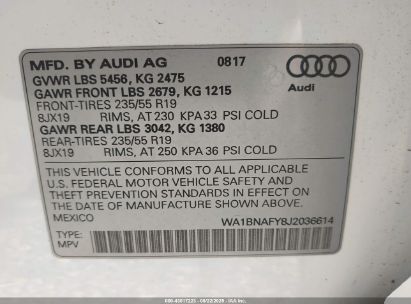 MFD. BY AUDI AG 0817
GVWR LBS 5456, KG 2475
GAWR FRONT LBS 2679, KG 1215
Audi
FRONT-TIRES 235/55 R19
8JX19 RIMS, AT 230 KPA 33 PSI COLD
GAWR REAR LBS 3042, KG 1380
REAR-TIRES 235/55 R19
8JX19 RIMS, AT 250 KPA 36 PSI COLD
THIS VEHICLE CONFORMS TO ALL APPLICABLE
U.S. FEDERAL MOTOR VEHICLE SAFETY AND
THEFT PREVENTION STANDARDS IN EFFECT ON
THE DATE OF MANUFACTURE SHOWN ABOVE.
MEXICO WA1BNAFY8J2036614
TYPE:
MPV